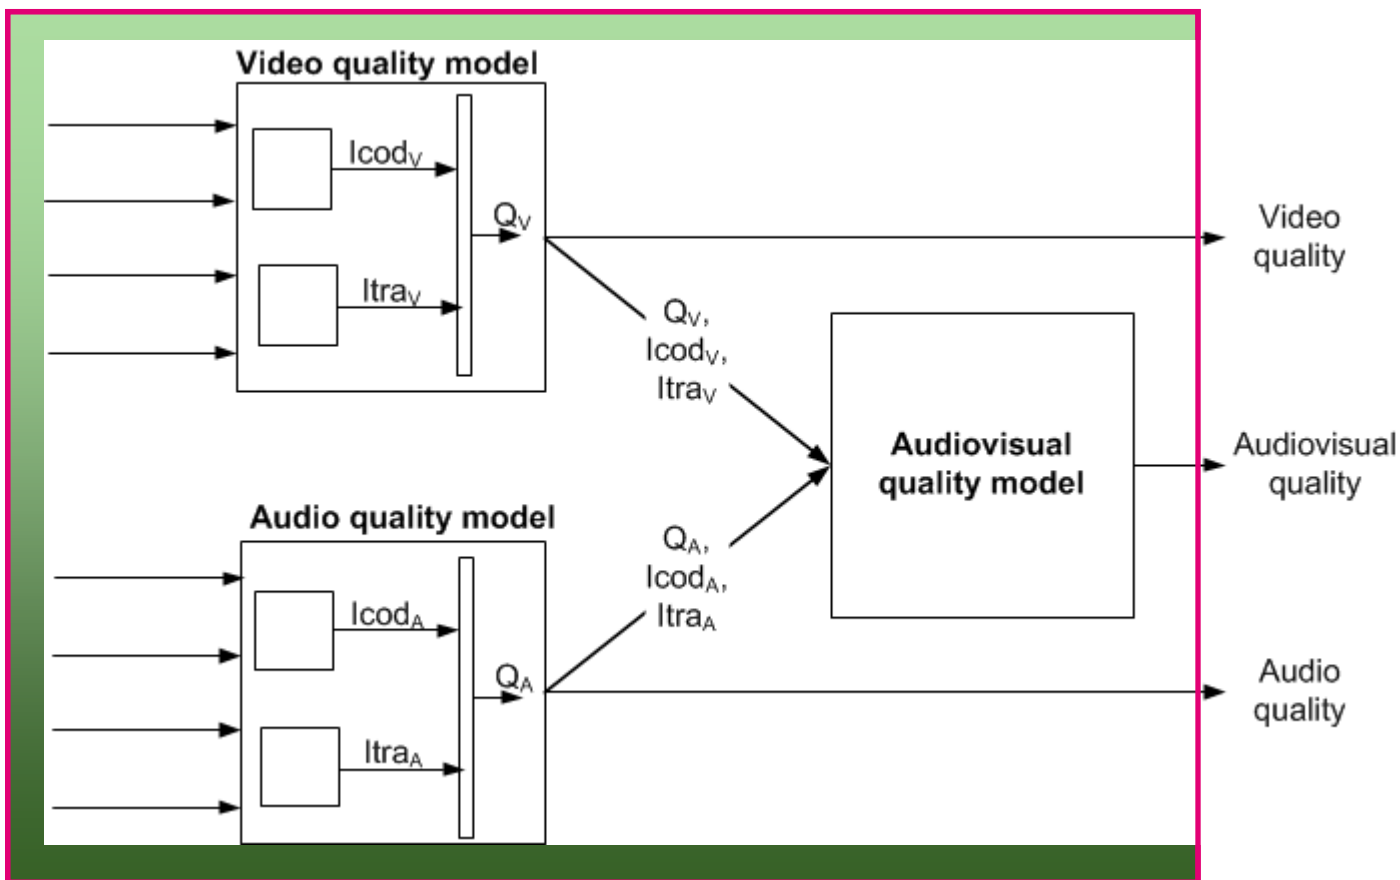 Video quality model
Icod_V
Q_V
Itra_V
Video
quality
Q_V,
Icod_V,
Itra_V
Audiovisual
quality model
Audiovisual
quality
Audio quality model
Q_A,
Icod_A,
Itra_A
Icod_A
Q_A
Itra_A
Audio
quality